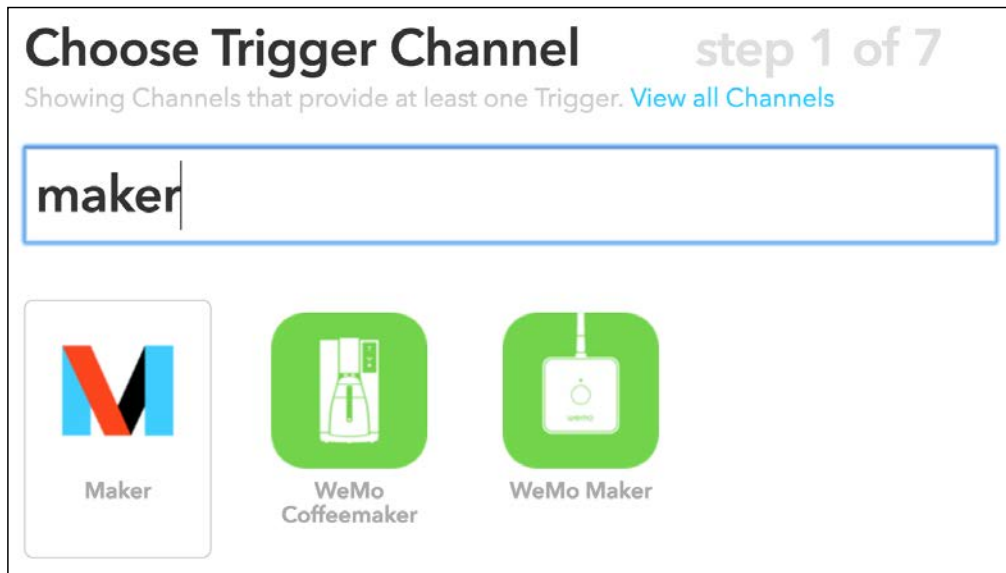 Choose Trigger Channel step 1 of 7
Showing Channels that provide at least one Trigger. View all Channels
maker
wemo
Maker
WeMo
Coffeemaker
WeMo Maker